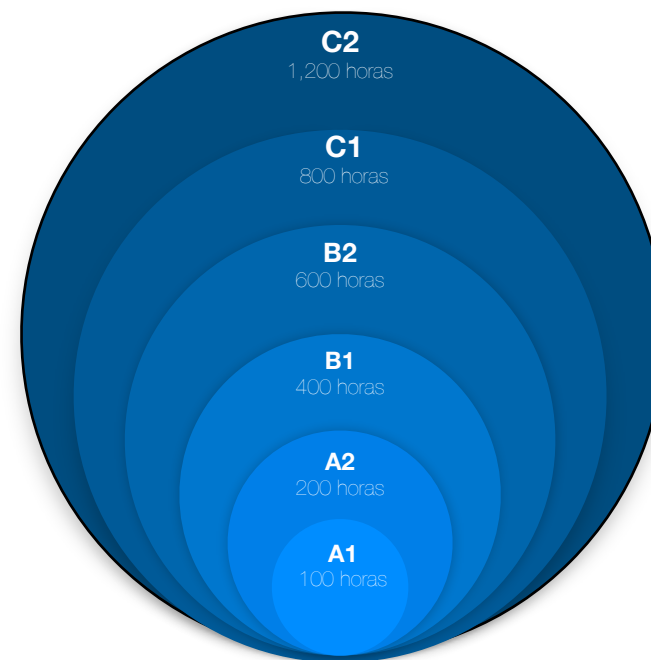 C2
1,200 horas
C1
800 horas
B2
600 horas
B1
400 horas
A2
200 horas
A1
100 horas